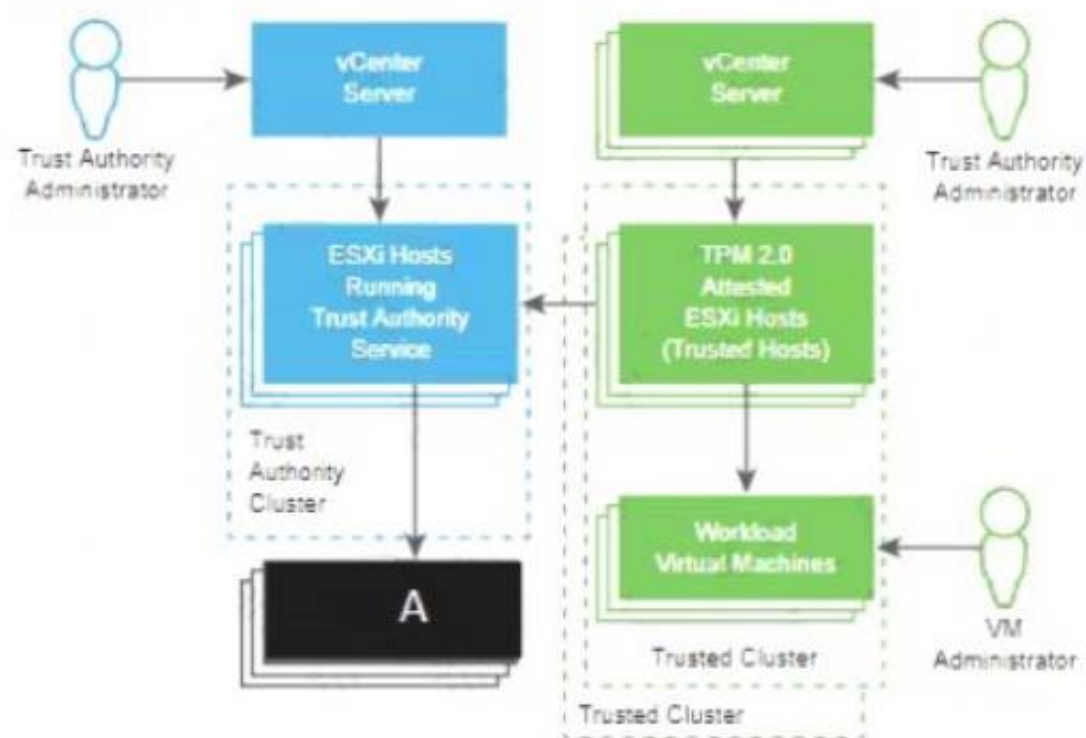 vCenter
Server
vCenter
Server
Trust Authority
Administrator
Trust Authority
Administrator
ESXi Hosts
Running
Trust Authority
Service
TPM 2.0
Attested
ESXi Hosts
(Trusted Hosts)
Trust
Authority
Cluster
Workload
Virtual Machines
A
VM
Administrator
Trusted Cluster
Trusted Cluster